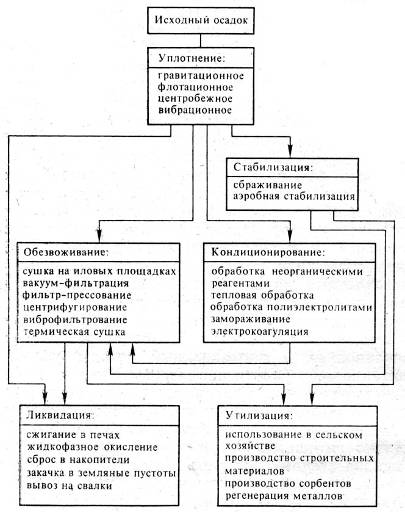 Исходный осадок
Уплотнение:
гравитационное
флотационное
центробежное
вибрационное
Стабилизация:
сбраживание
аэробная стабилизация
Обезвоживание:
сушка на иловых площадках
вакуум-фильтрация
фильтр-прессование
центрифугирование
виброфильтрование
термическая сушка
Кондиционирование:
обработка неорганическими
реагентами
тепловая обработка
обработка полиэлектролитами
замораживание
электрокоагуляция
Ликвидация:
сжигание в печах
жидкофазное окисление
сброс в накопители
закачка в земляные пустоты
вывоз на свалки
Утилизация:
использование в сельском
хозяйстве
производство строительных
материалов
производство сорбентов
регенерация металлов